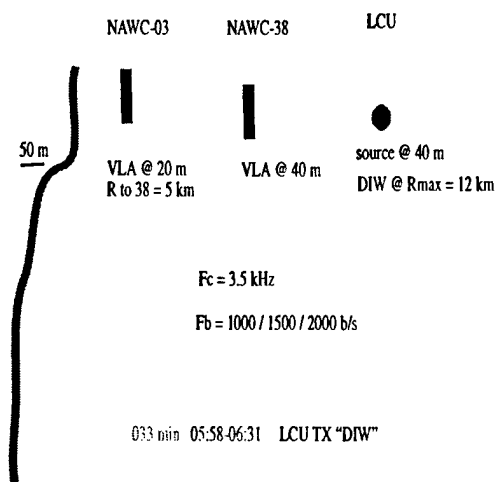 NAWC-03
NAWC-38
LCU
50 m
VLA @ 20 m
R to 38 = 5 km
VLA @ 40 m
source @ 40 m
DIW @ Rmax = 12 km
Fc = 3.5 kHz
Fb = 1000 / 1500 / 2000 b/s
033 min 05:58-06:31 LCU TX "DIW"